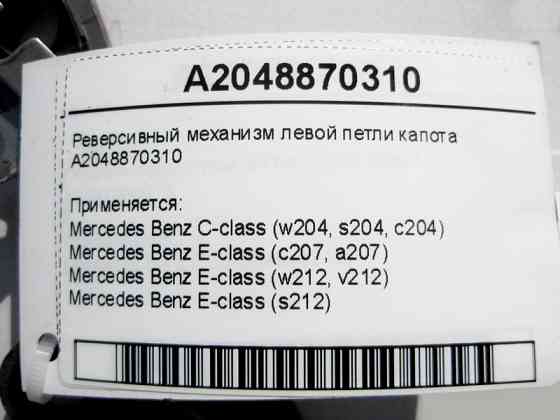 A2048870310
Реверсивный механизм левой петли капота
A2048870310
Применяется:
Mercedes Benz C-class (w204, s204, c204)
Mercedes Benz E-class (c207, a207)
Mercedes Benz E-class (w212, v212)
Mercedes Benz E-class (s212)